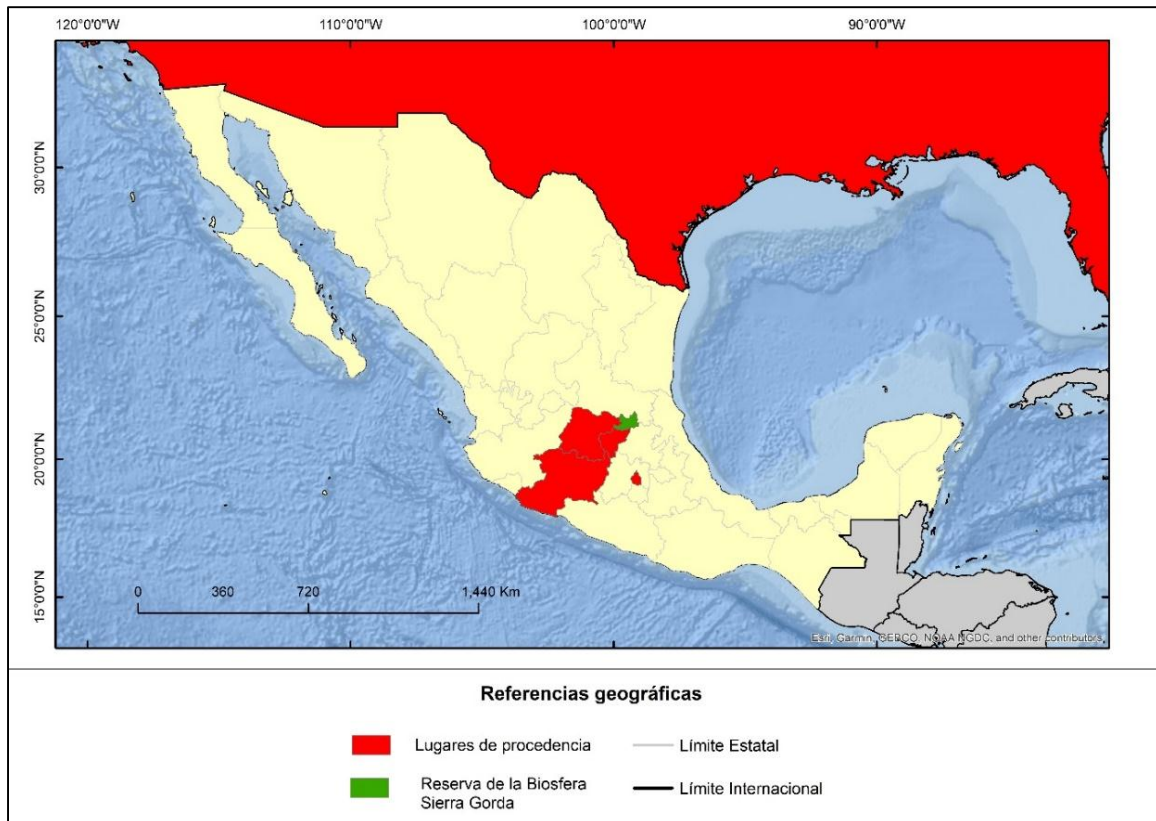 120°0'0"W 110°0'0"W 100°0'0"W 90°0'0"W
30°0'0"N
25°0'0"N
20°0'0"N
15°0'0"N
0 360 720 1,440 Km
Esri, Garmin, GEBCO, NOAA NGDC, and other contributors
Referencias geográficas
Lugares de procedencia
Límite Estatal
Reserva de la Biosfera
Sierra Gorda
Límite Internacional